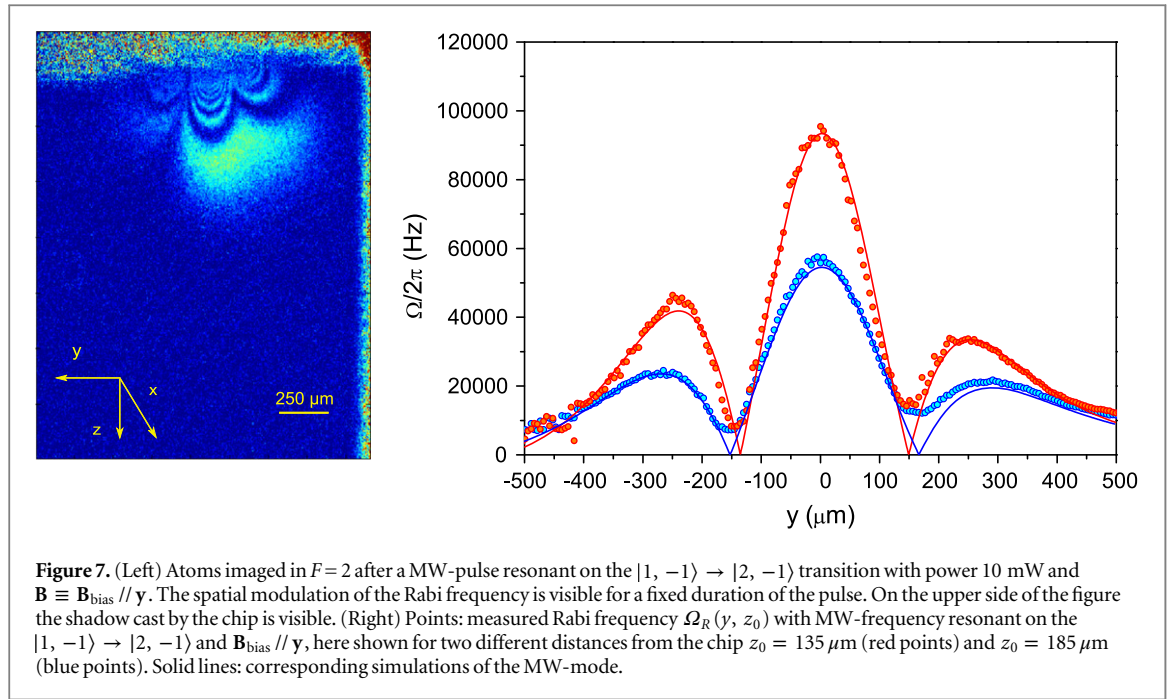 y
x
z
250 μm
120000
100000
80000
60000
40000
20000
0
Ω/2π (Hz)
-500 -400 -300 -200 -100 0 100 200 300 400 500
y (μm)
Figure 7. (Left) Atoms imaged in F = 2 after a MW-pulse resonant on the |1, −1⟩ → |2, −1⟩ transition with power 10 mW and
B ≡ B_bias // y. The spatial modulation of the Rabi frequency is visible for a fixed duration of the pulse. On the upper side of the figure
the shadow cast by the chip is visible. (Right) Points: measured Rabi frequency Ω_R(y, z_0) with MW-frequency resonant on the
|1, −1⟩ → |2, −1⟩ and B_bias // y, here shown for two different distances from the chip z_0 = 135 μm (red points) and z_0 = 185 μm
(blue points). Solid lines: corresponding simulations of the MW-mode.